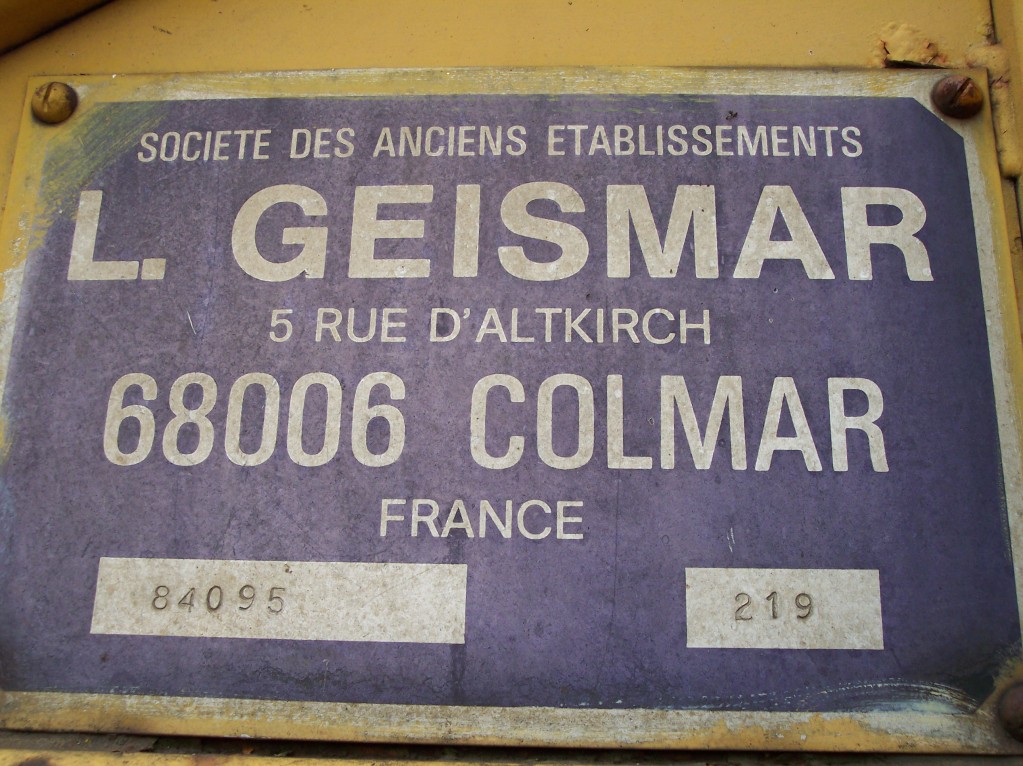 SOCIETE DES ANCIENS ETABLISSEMENTS
L. GEISMAR
5 RUE D'ALTKIRCH
68006 COLMAR
FRANCE
84095 219